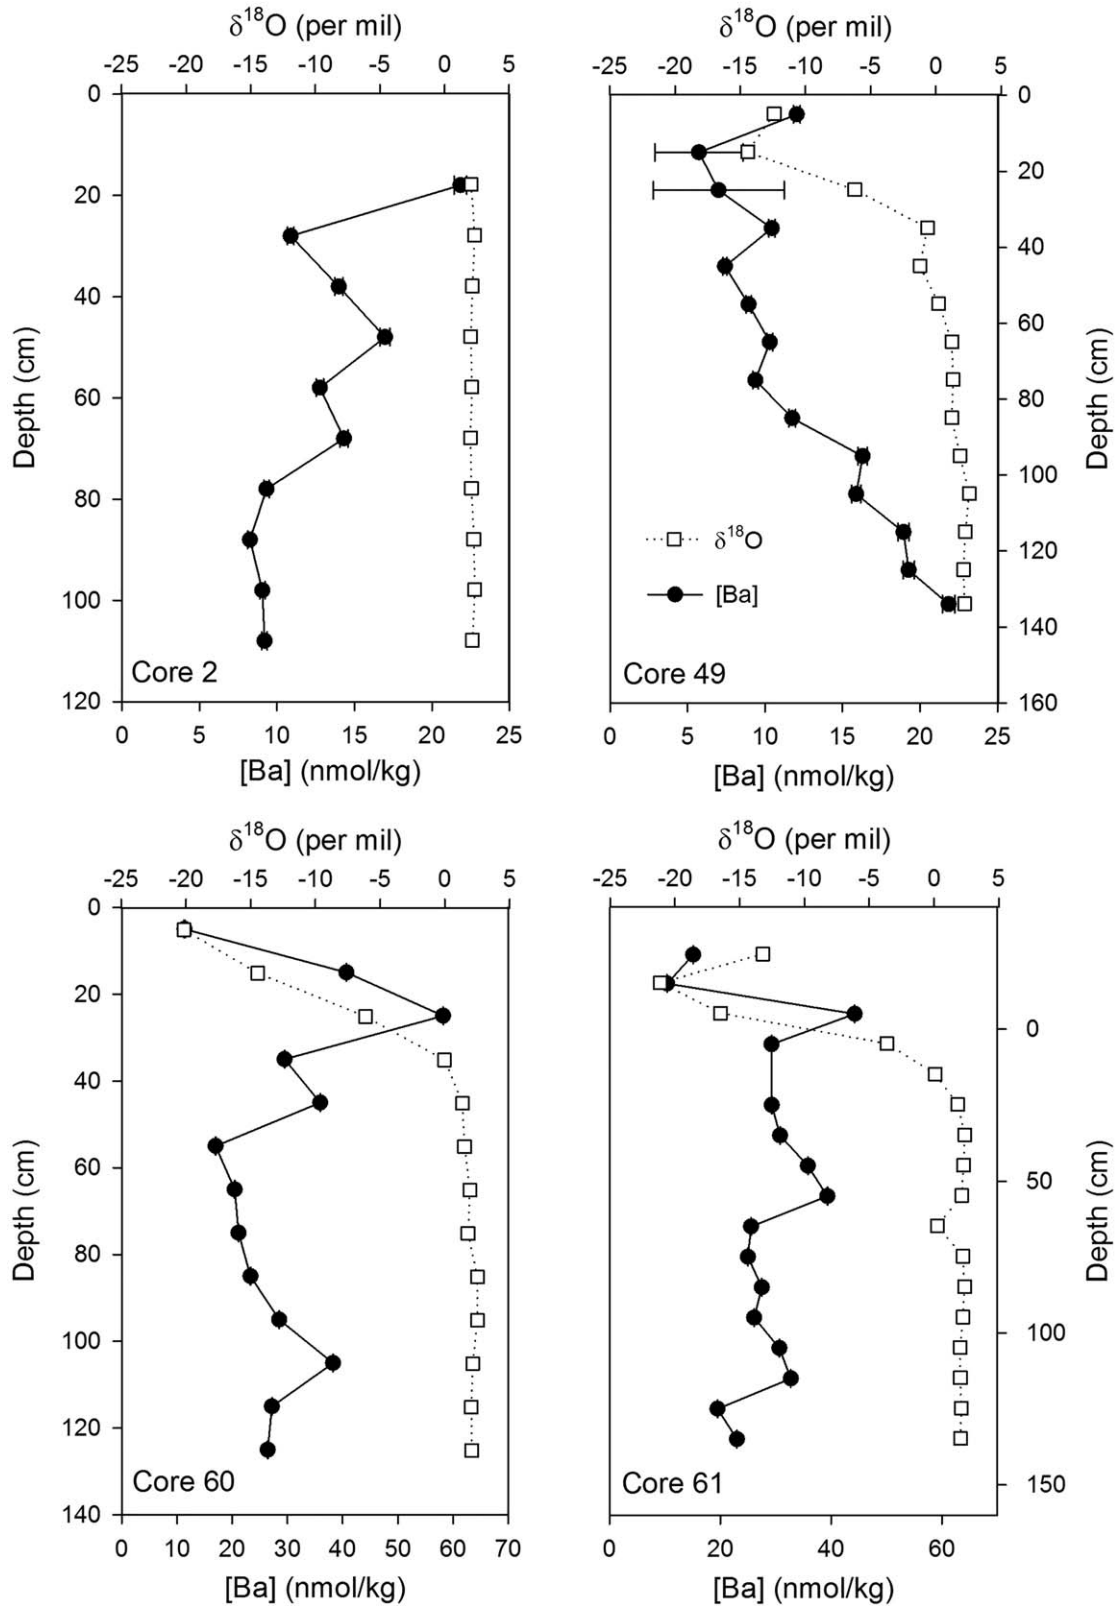 δ18O (per mil)
-25 -20 -15 -10 -5 0 5
0
20
40
60
80
100
120
Depth (cm)
Core 2
0 5 10 15 20 25
[Ba] (nmol/kg)
δ18O (per mil)
-25 -20 -15 -10 -5 0 5
0
20
40
60
80
100
120
140
160
Depth (cm)
δ18O
[Ba]
Core 49
0 5 10 15 20 25
[Ba] (nmol/kg)
δ18O (per mil)
-25 -20 -15 -10 -5 0 5
0
20
40
60
80
100
120
140
Depth (cm)
Core 60
0 10 20 30 40 50 60 70
[Ba] (nmol/kg)
δ18O (per mil)
-25 -20 -15 -10 -5 0 5
0
50
100
150
Depth (cm)
Core 61
0 20 40 60
[Ba] (nmol/kg)